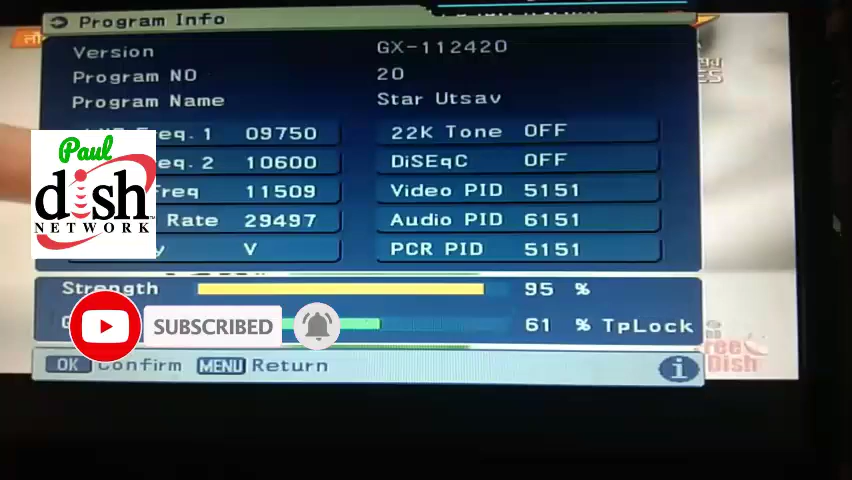 Program Info
Version GX-112420
Program NO 20
Program Name Star Utsav
eq. 1 09750 22K Tone OFF
eq. 2 10600 DiSEqC OFF
Freq 11509 Video PID 5151
Rate 29497 Audio PID 6151
y V PCR PID 5151
Paul
dish
NETWORK
Strength 95 %
61 % TpLock
SUBSCRIBED
OK Confirm MENU Return
Dish